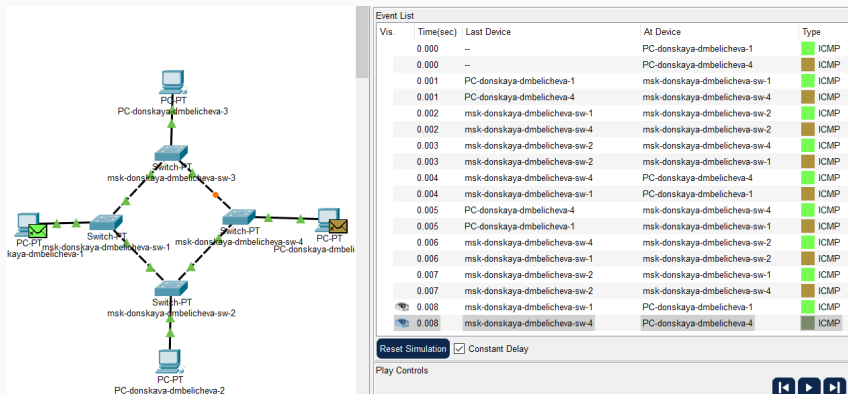 PC-PT
PC-donskaya-dmbelicheva-3
Switch-PT
msk-donskaya-dmbelicheva-sw-3
PC-PT
kaya-dmbelicheva-1
Switch-PT
msk-donskaya-dmbelicheva-sw-1
Switch-PT
msk-donskaya-dmbelicheva-sw-4
PC-PT
PC-donskaya-dmbeli
Switch-PT
msk-donskaya-dmbelicheva-sw-2
PC-PT
PC-donskaya-dmbelicheva-2
Event List
Vis. Time(sec) Last Device At Device Type
0.000 -- PC-donskaya-dmbelicheva-1 ICMP
0.000 -- PC-donskaya-dmbelicheva-4 ICMP
0.001 PC-donskaya-dmbelicheva-1 msk-donskaya-dmbelicheva-sw-1 ICMP
0.001 PC-donskaya-dmbelicheva-4 msk-donskaya-dmbelicheva-sw-4 ICMP
0.002 msk-donskaya-dmbelicheva-sw-1 msk-donskaya-dmbelicheva-sw-2 ICMP
0.002 msk-donskaya-dmbelicheva-sw-4 msk-donskaya-dmbelicheva-sw-2 ICMP
0.003 msk-donskaya-dmbelicheva-sw-2 msk-donskaya-dmbelicheva-sw-4 ICMP
0.003 msk-donskaya-dmbelicheva-sw-2 msk-donskaya-dmbelicheva-sw-1 ICMP
0.004 msk-donskaya-dmbelicheva-sw-4 PC-donskaya-dmbelicheva-4 ICMP
0.004 msk-donskaya-dmbelicheva-sw-1 PC-donskaya-dmbelicheva-1 ICMP
0.005 PC-donskaya-dmbelicheva-4 msk-donskaya-dmbelicheva-sw-4 ICMP
0.005 PC-donskaya-dmbelicheva-1 msk-donskaya-dmbelicheva-sw-1 ICMP
0.006 msk-donskaya-dmbelicheva-sw-4 msk-donskaya-dmbelicheva-sw-2 ICMP
0.006 msk-donskaya-dmbelicheva-sw-1 msk-donskaya-dmbelicheva-sw-2 ICMP
0.007 msk-donskaya-dmbelicheva-sw-2 msk-donskaya-dmbelicheva-sw-1 ICMP
0.007 msk-donskaya-dmbelicheva-sw-2 msk-donskaya-dmbelicheva-sw-4 ICMP
0.008 msk-donskaya-dmbelicheva-sw-1 PC-donskaya-dmbelicheva-1 ICMP
0.008 msk-donskaya-dmbelicheva-sw-4 PC-donskaya-dmbelicheva-4 ICMP
Reset Simulation Constant Delay
Play Controls